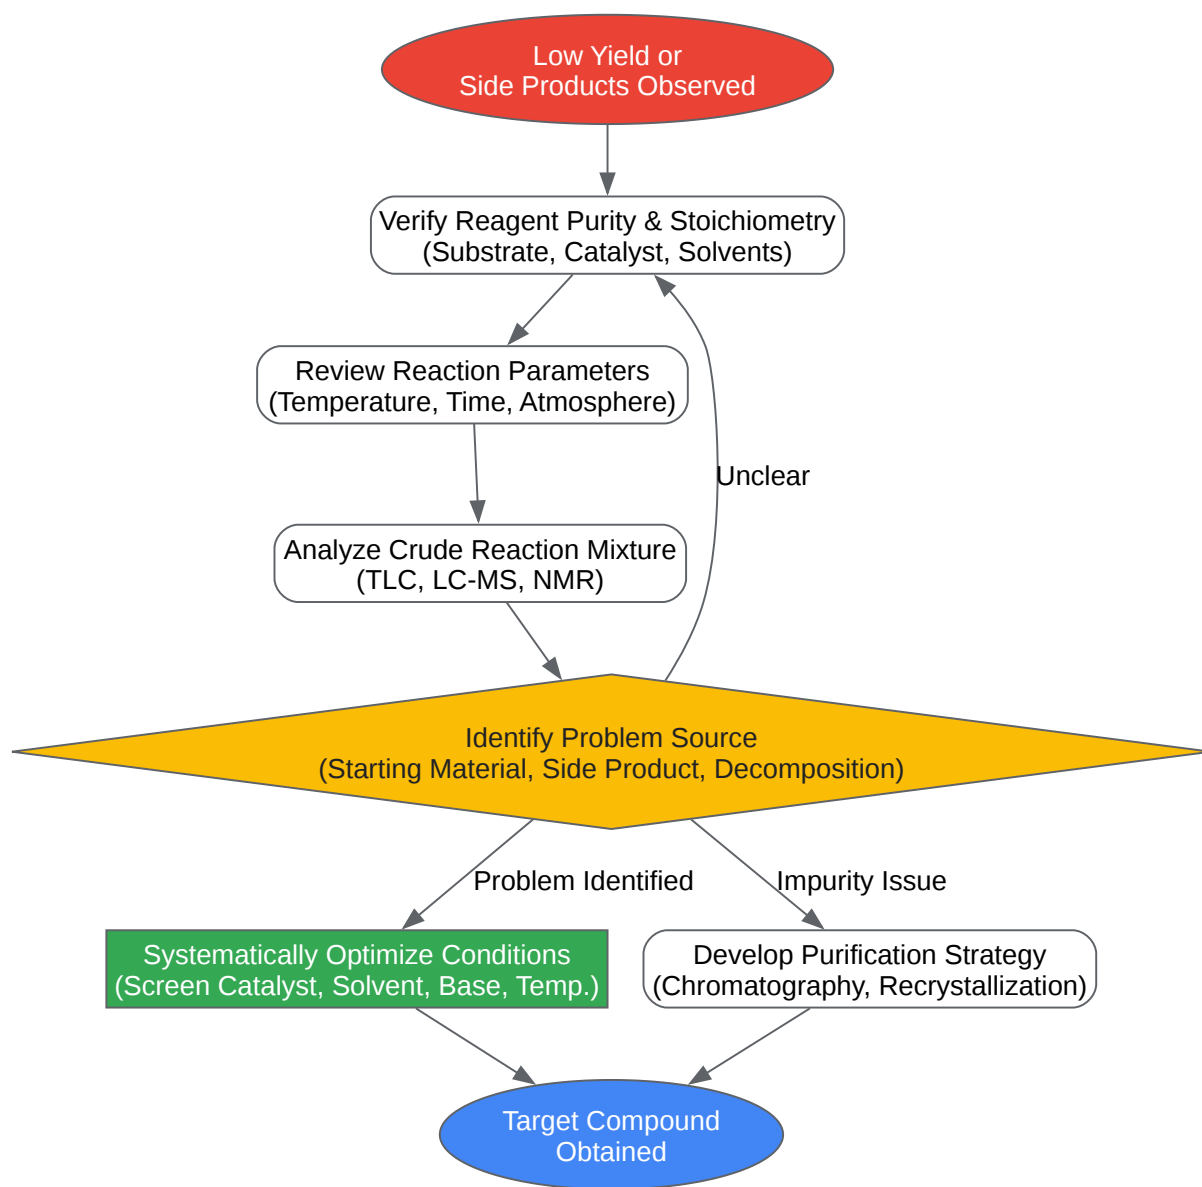 Low Yield or
Side Products Observed
Verify Reagent Purity & Stoichiometry
(Substrate, Catalyst, Solvents)
Review Reaction Parameters
(Temperature, Time, Atmosphere)
Unclear
Analyze Crude Reaction Mixture
(TLC, LC-MS, NMR)
Identify Problem Source
(Starting Material, Side Product, Decomposition)
Problem Identified
Impurity Issue
Systematically Optimize Conditions
(Screen Catalyst, Solvent, Base, Temp.)
Develop Purification Strategy
(Chromatography, Recrystallization)
Target Compound
Obtained